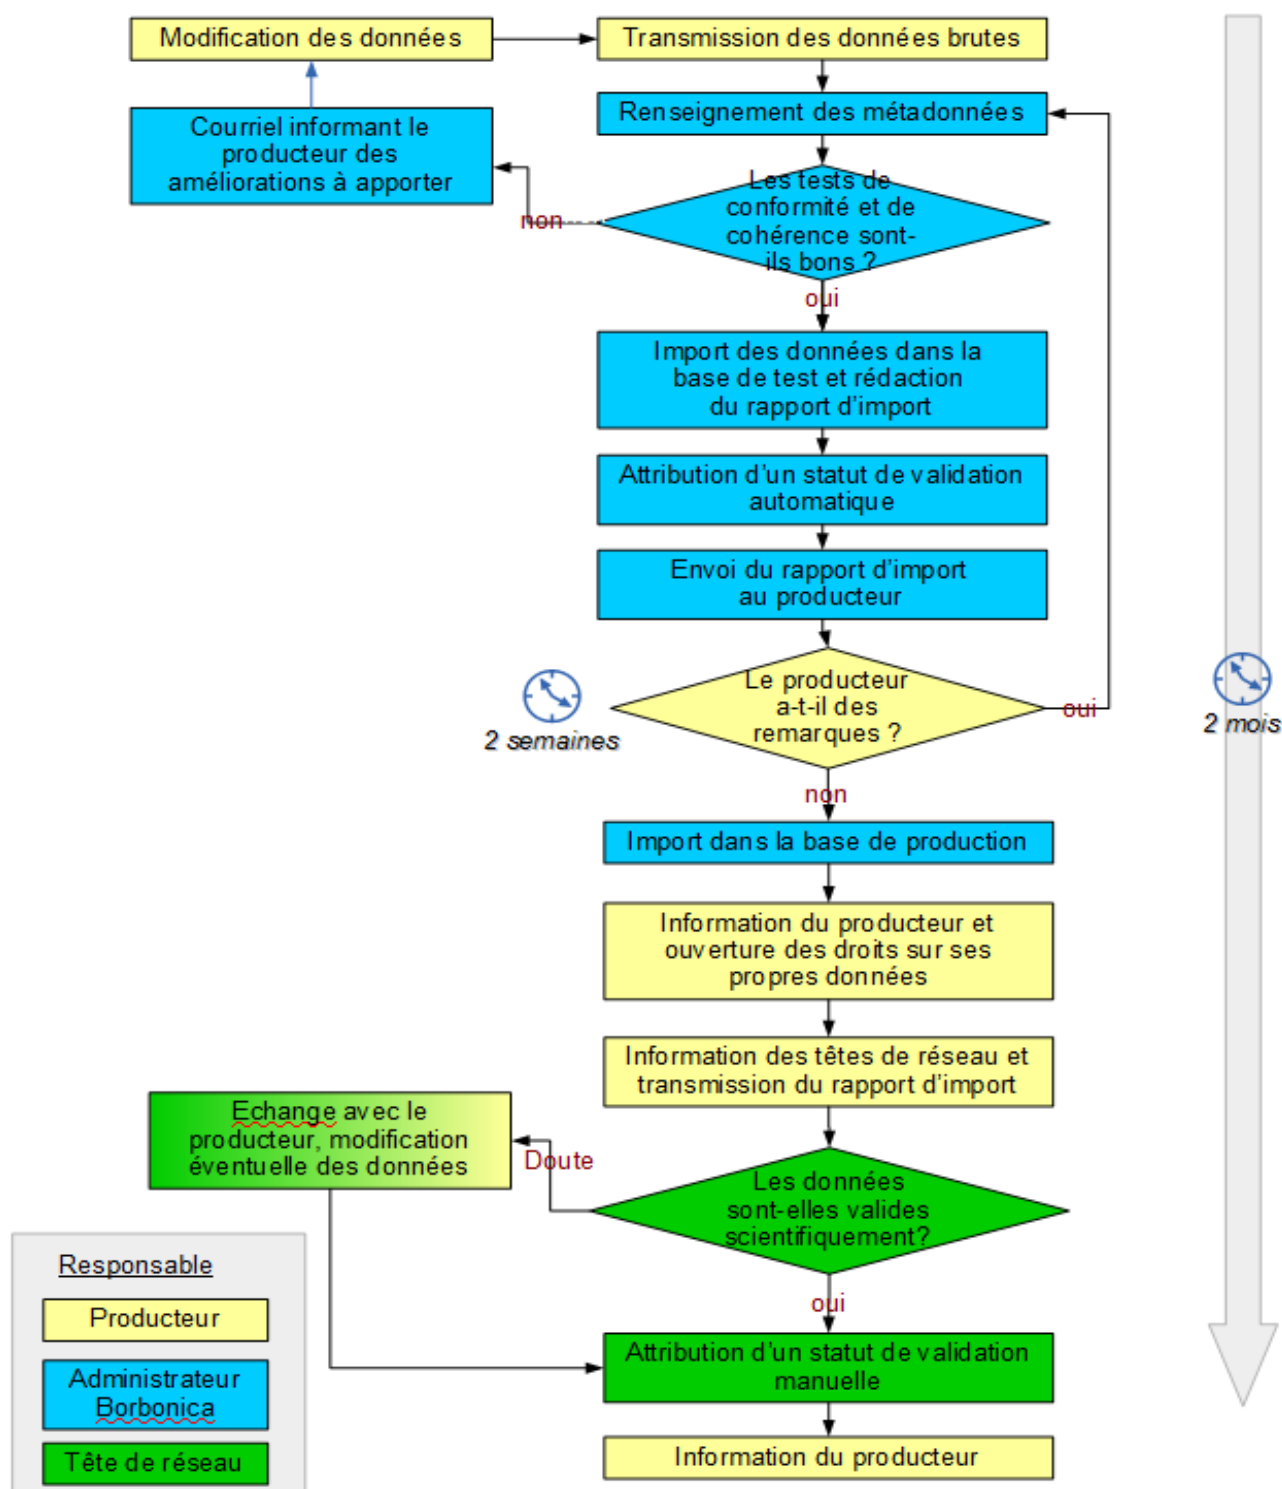 Modification des données
Transmission des données brutes
Renseignement des métadonnées
Courriel informant le
producteur des
améliorations à apporter
Les tests de
conformité et de
cohérence sont-
ils bons ?
non
oui
Import des données dans la
base de test et rédaction
du rapport d'import
Attribution d'un statut de validation
automatique
Envoi du rapport d'import
au producteur
Le producteur
a-t-il des
remarques ?
oui
2 semaines
2 mois
non
Import dans la base de production
Information du producteur et
ouverture des droits sur ses
propres données
Information des têtes de réseau et
transmission du rapport d'import
Echange avec le
producteur, modification
éventuelle des données
Doute
Les données
sont-elles valides
scientifiquement?
oui
Attribution d'un statut de validation
manuelle
Information du producteur
Responsable
Producteur
Administrateur
Borbonica
Tête de réseau